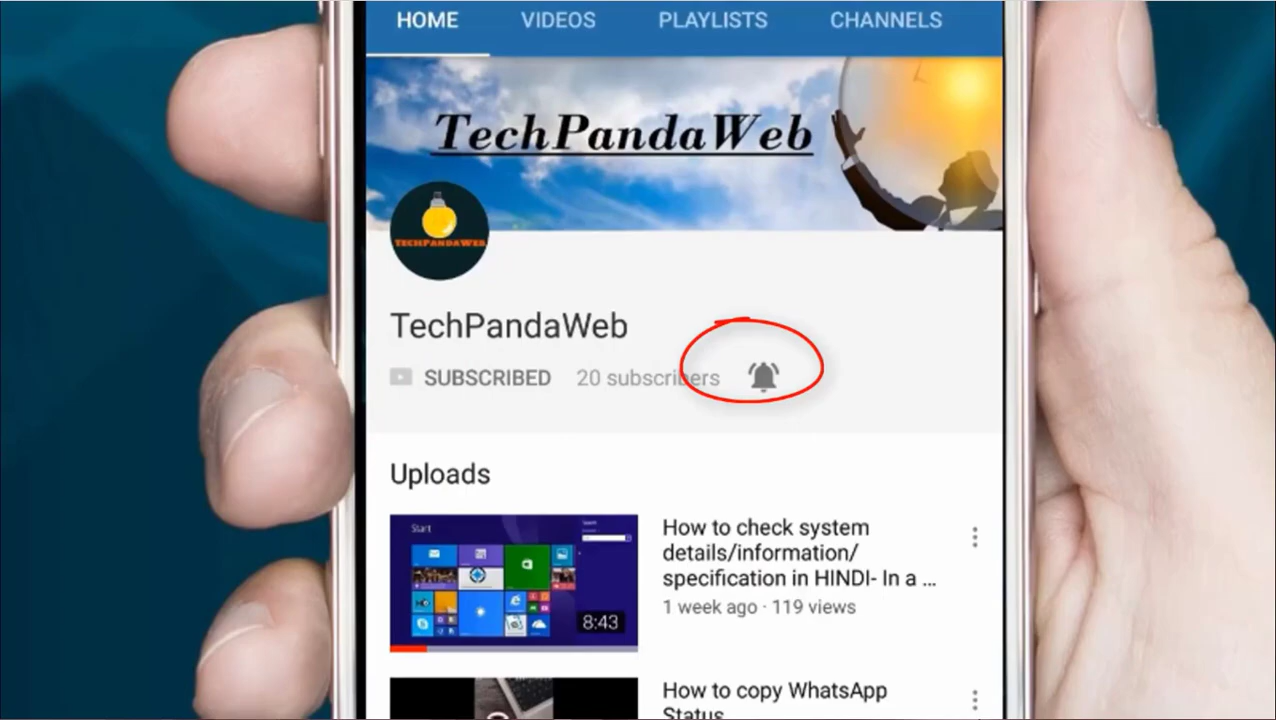 HOME VIDEOS PLAYLISTS CHANNELS
TechPandaWeb
TECHPANDAWEB
TechPandaWeb
SUBSCRIBED 20 subscribers
Uploads
Start
How to check system
details/information/
specification in HINDI- In a ...
1 week ago · 119 views
8:43
How to copy WhatsApp
Status